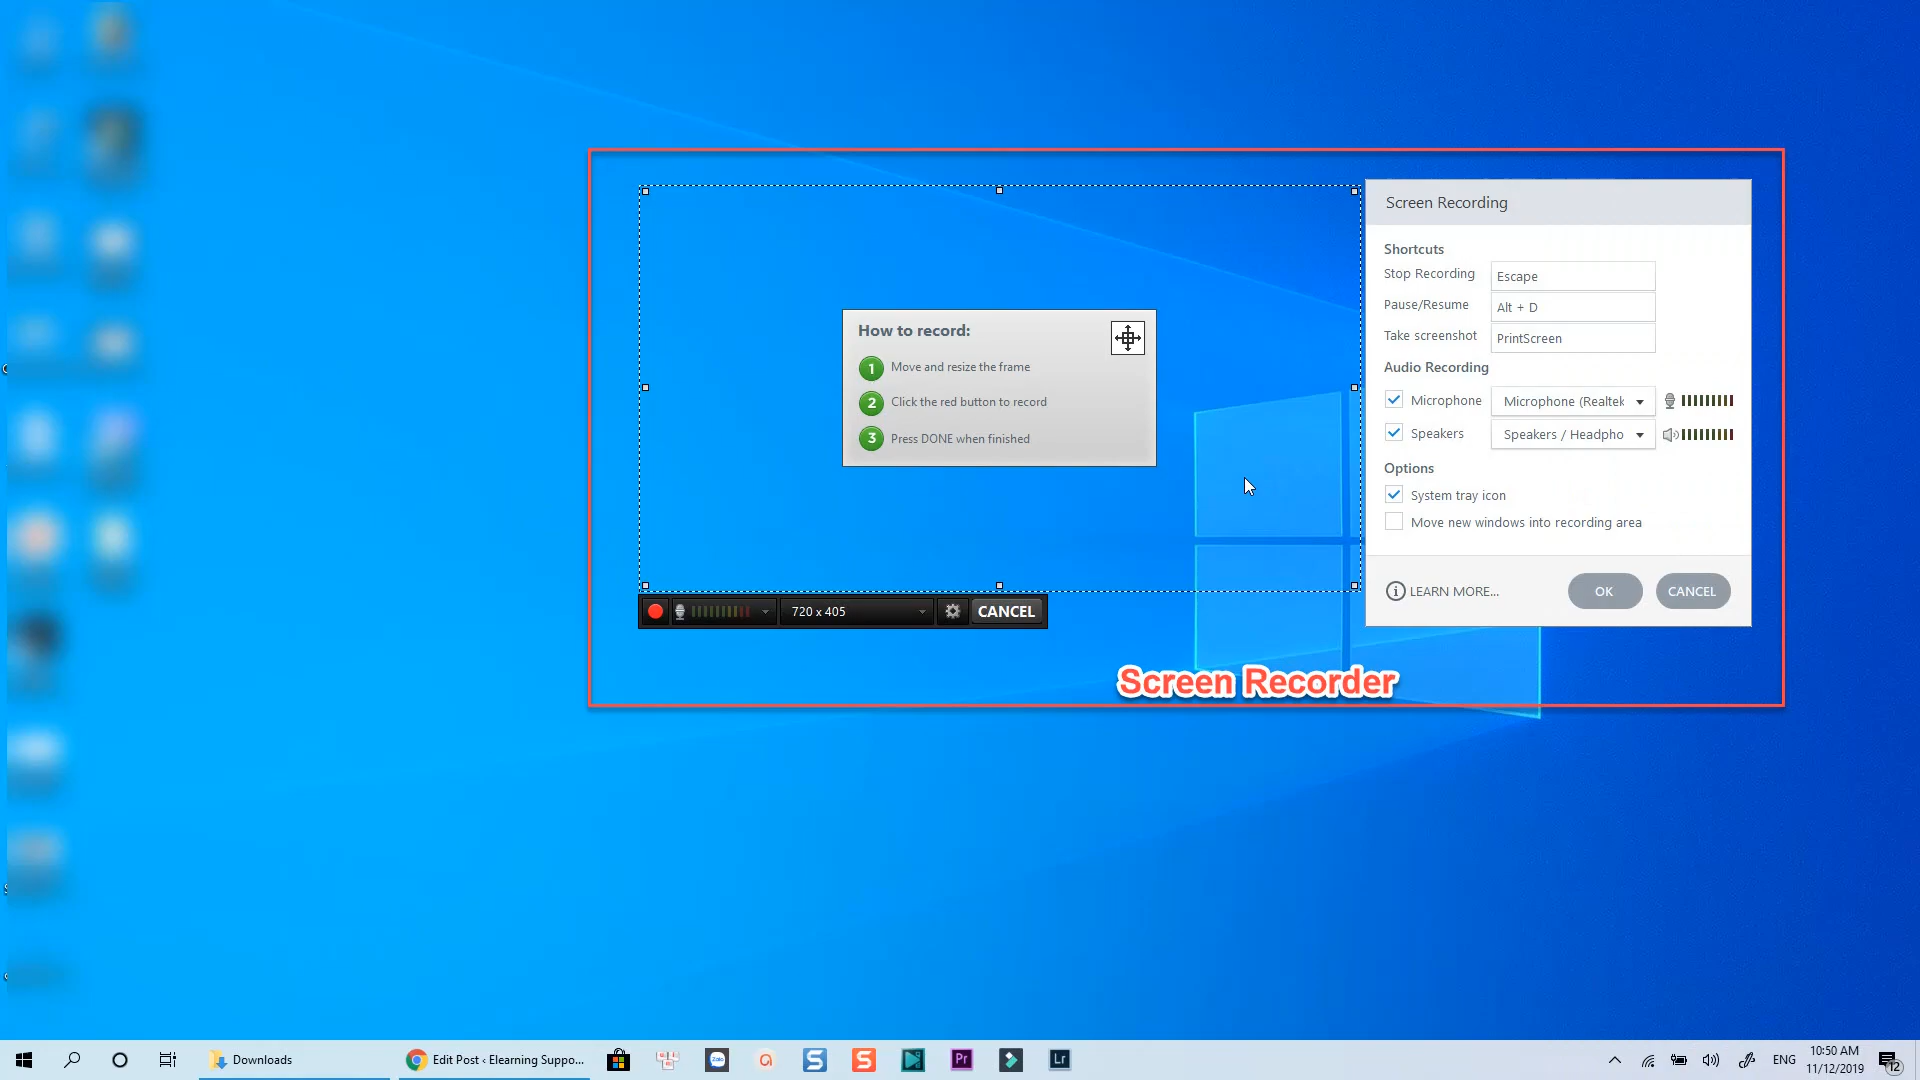 How to record:
1 Move and resize the frame
2 Click the red button to record
3 Press DONE when finished
720 x 405
CANCEL
Screen Recording
Shortcuts
Stop Recording Escape
Pause/Resume Alt + D
Take screenshot PrintScreen
Audio Recording
Microphone Microphone (Realtek
Speakers Speakers / Headpho
Options
System tray icon
Move new windows into recording area
LEARN MORE...
OK
CANCEL
Screen Recorder
Downloads
Edit Post ‹ Elearning Suppo...
Zalo
Pr
Lr
ENG
10:50 AM
11/12/2019
12